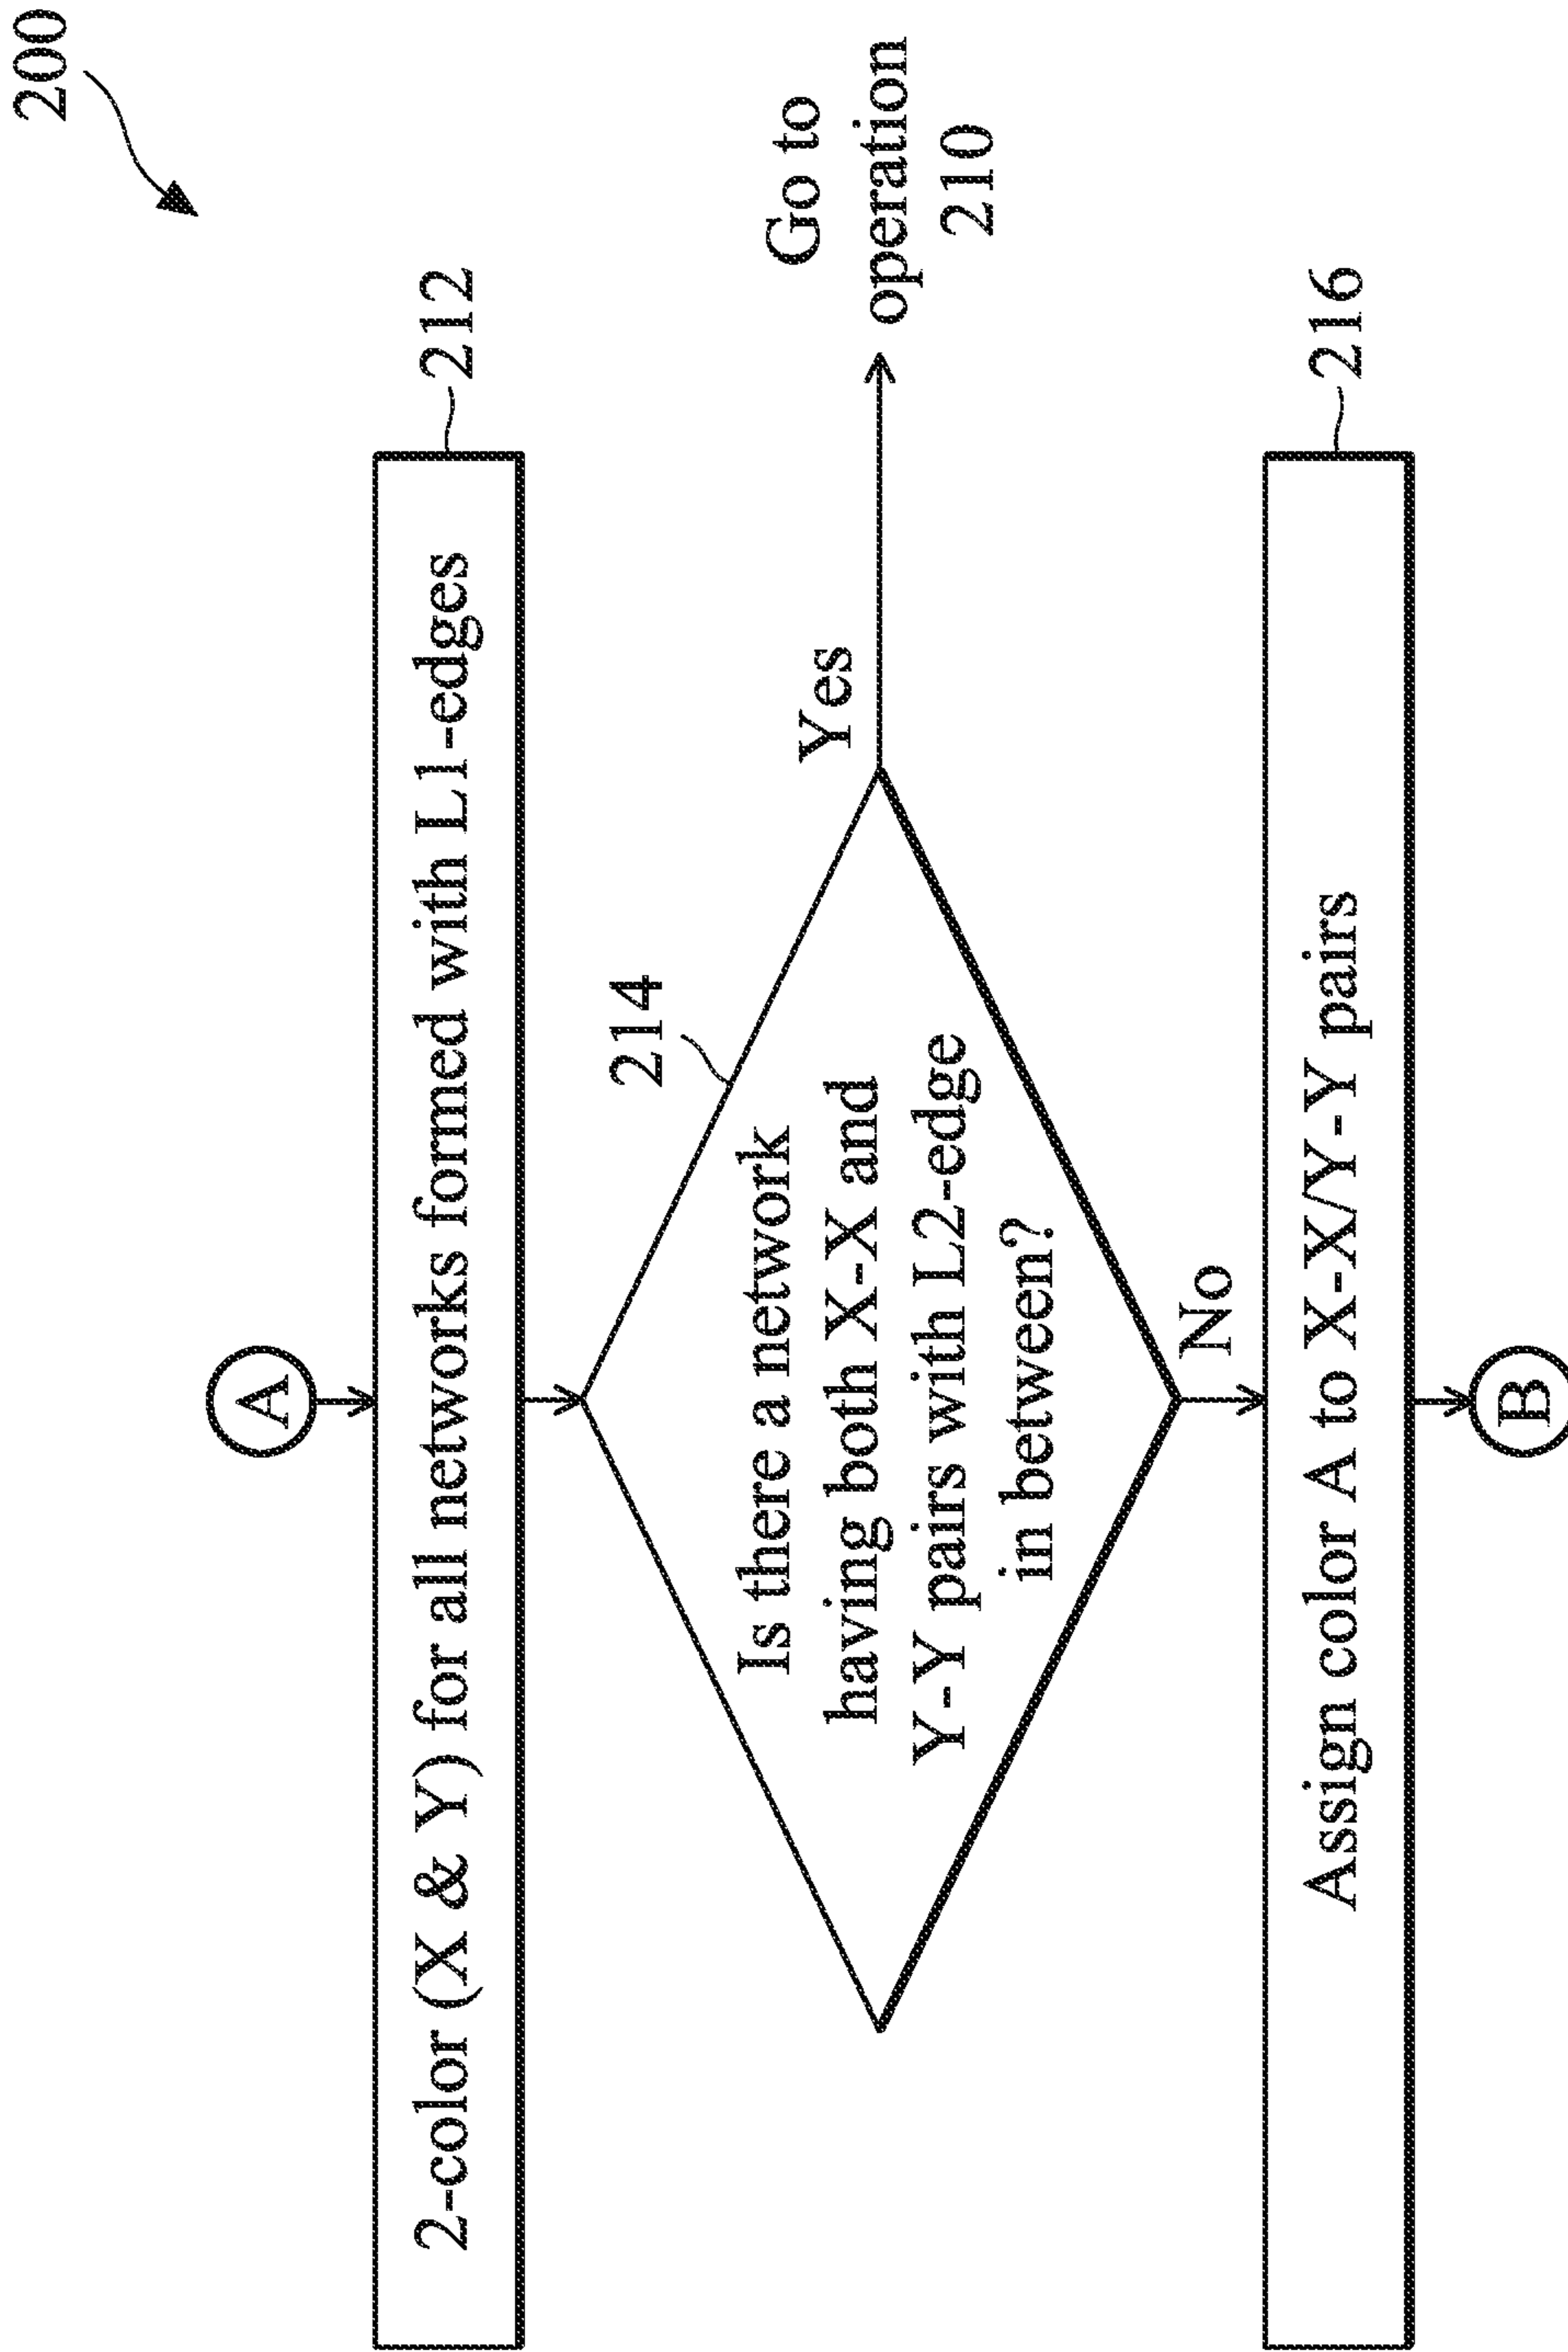 200
A
2-color (X & Y) for all networks formed with L1-edges
212
214
Is there a network
having both X-X and
Y-Y pairs with L2-edge
in between?
Yes
Go to
operation
210
No
Assign color A to X-X/Y-Y pairs
216
B